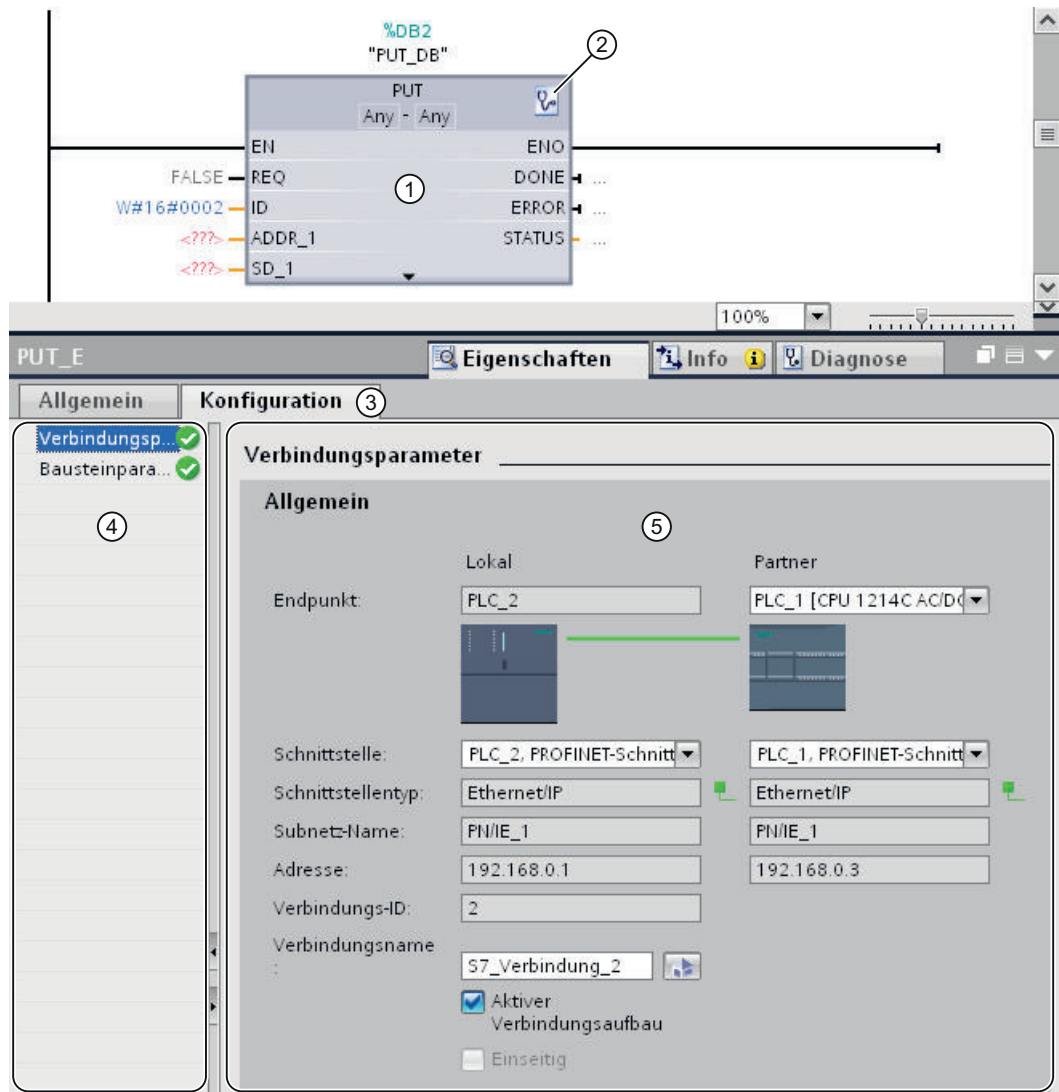 %DB2
"PUT_DB"
②
PUT
Any - Any
EN ENO
FALSE REQ ① DONE ...
W#16#0002 ID ERROR ...
<???> ADDR_1 STATUS ...
<???> SD_1
100%
PUT_E Eigenschaften Info Diagnose
Allgemein Konfiguration ③
Verbindungsp...
Bausteinpara...
④
Verbindungsparameter
Allgemein
⑤
Lokal Partner
Endpunkt: PLC_2 PLC_1 [CPU 1214C AC/DC
Schnittstelle: PLC_2, PROFINET-Schnitt PLC_1, PROFINET-Schnitt
Schnittstellentyp: Ethernet/IP Ethernet/IP
Subnetz-Name: PN/IE_1 PN/IE_1
Adresse: 192.168.0.1 192.168.0.3
Verbindungs-ID: 2
Verbindungsname
: S7_Verbindung_2
Aktiver
Verbindungsaufbau
Einseitig